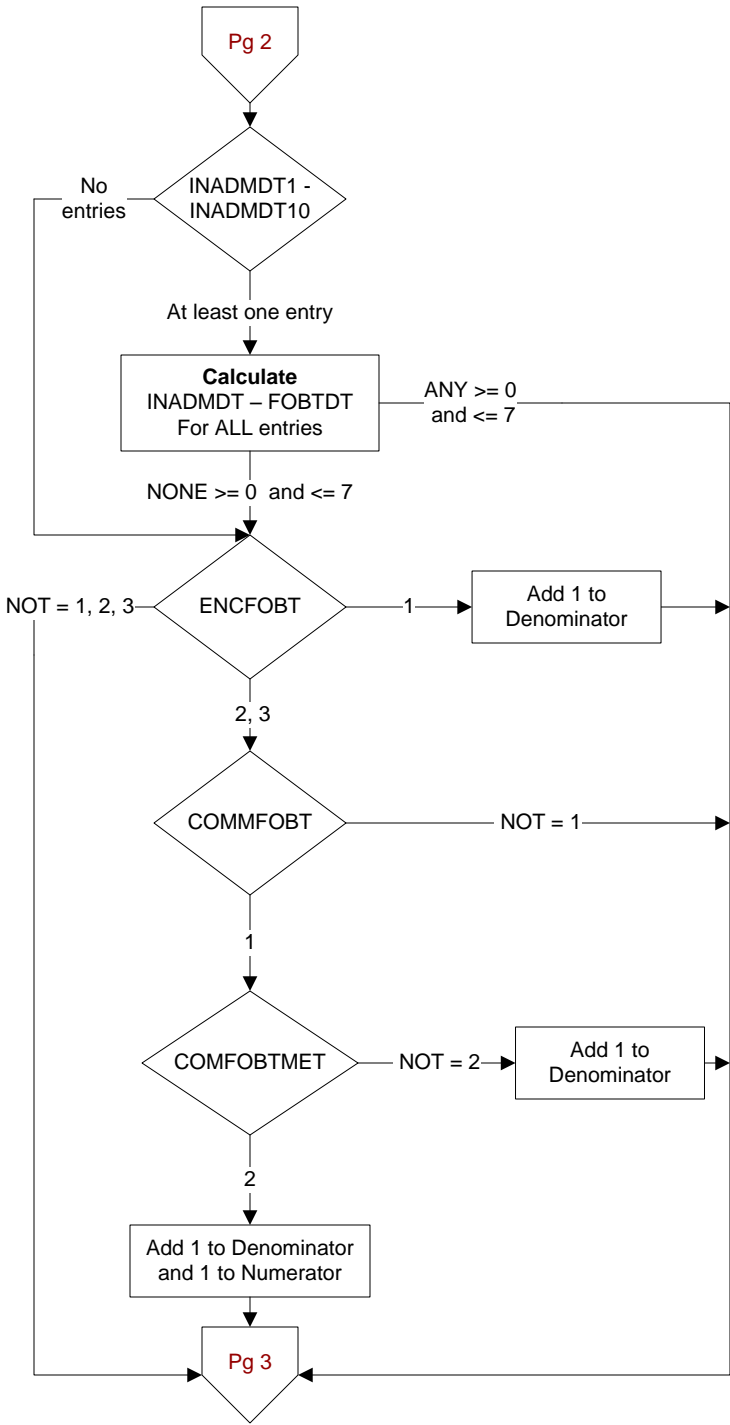 Pg 2
INADMDT1 -
INADMDT10
No
entries
At least one entry
Calculate
INADMDT – FOBTDT
For ALL entries
ANY >= 0
and <= 7
NONE >= 0 and <= 7
NOT = 1, 2, 3
ENCFOBT
1
Add 1 to
Denominator
2, 3
COMMFOBT
NOT = 1
1
COMFOBTMET
NOT = 2
Add 1 to
Denominator
2
Add 1 to Denominator
and 1 to Numerator
Pg 3